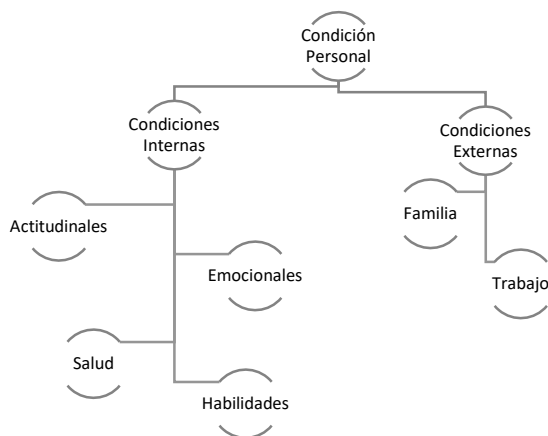 Condición
Personal
Condiciones
Internas
Condiciones
Externas
Actitudinales
Familia
Emocionales
Trabajo
Salud
Habilidades